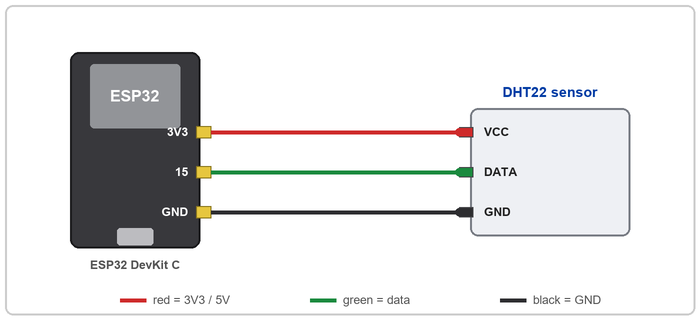 DHT22 sensor
ESP32
3V3
VCC
15
DATA
GND
GND
ESP32 DevKit C
red = 3V3 / 5V
green = data
black = GND